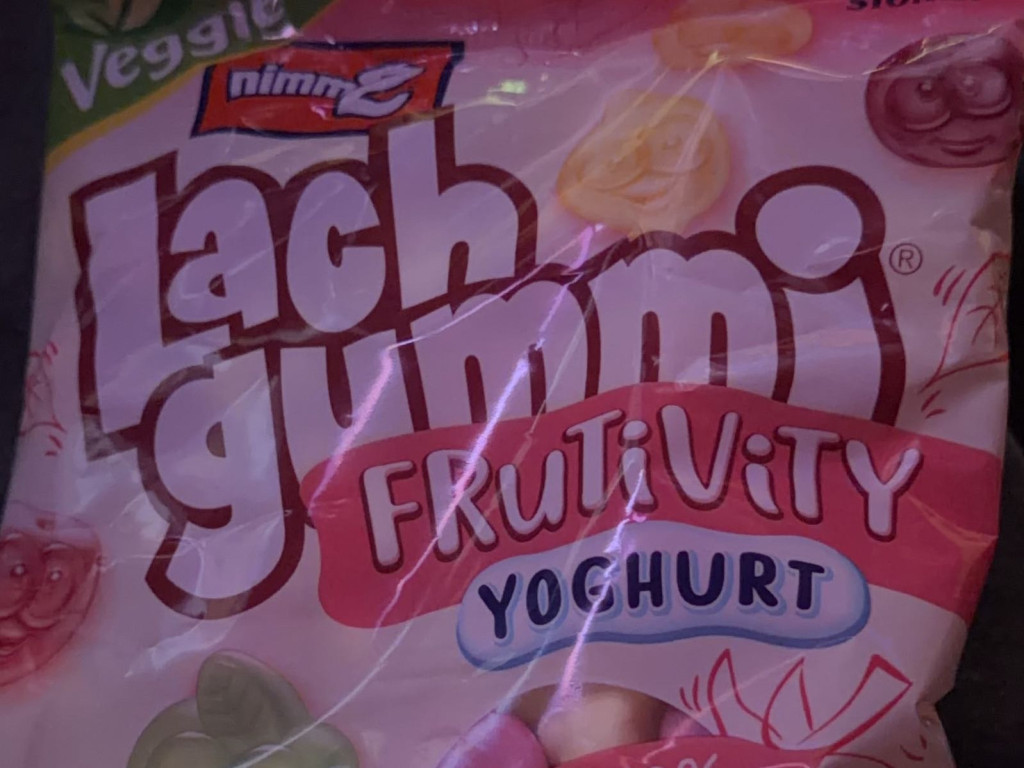 Veggie
nimm2
lach
gummi®
FRUTiViTY
YOGHURT
%